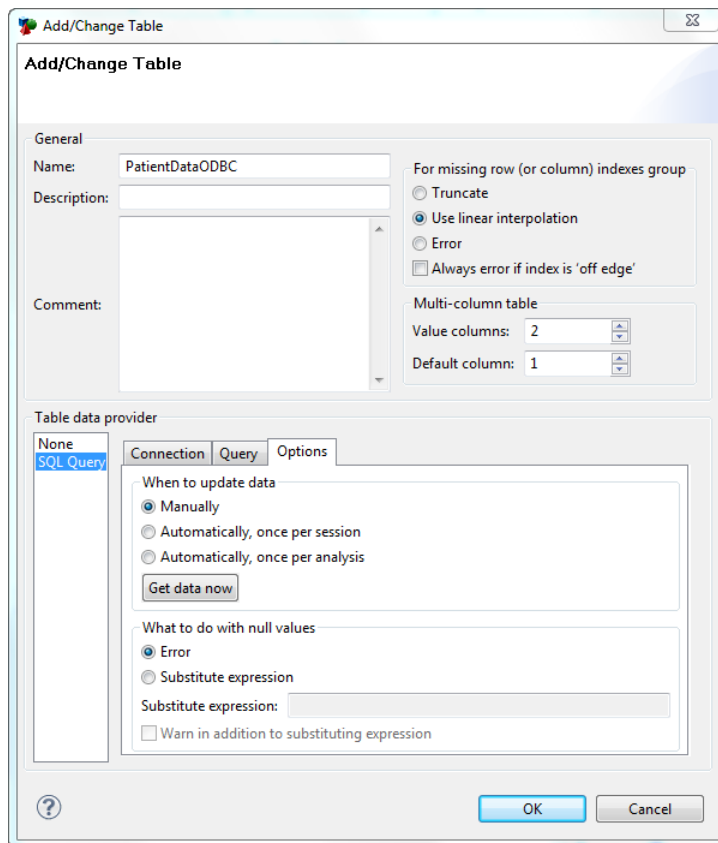 Add/Change Table
Add/Change Table
General
Name:
PatientDataODBC
Description:
Comment:
For missing row (or column) indexes group
Truncate
Use linear interpolation
Error
Always error if index is 'off edge'
Multi-column table
Value columns:
2
Default column:
1
Table data provider
None
SQL Query
Connection
Query
Options
When to update data
Manually
Automatically, once per session
Automatically, once per analysis
Get data now
What to do with null values
Error
Substitute expression
Substitute expression:
Warn in addition to substituting expression
?
OK
Cancel